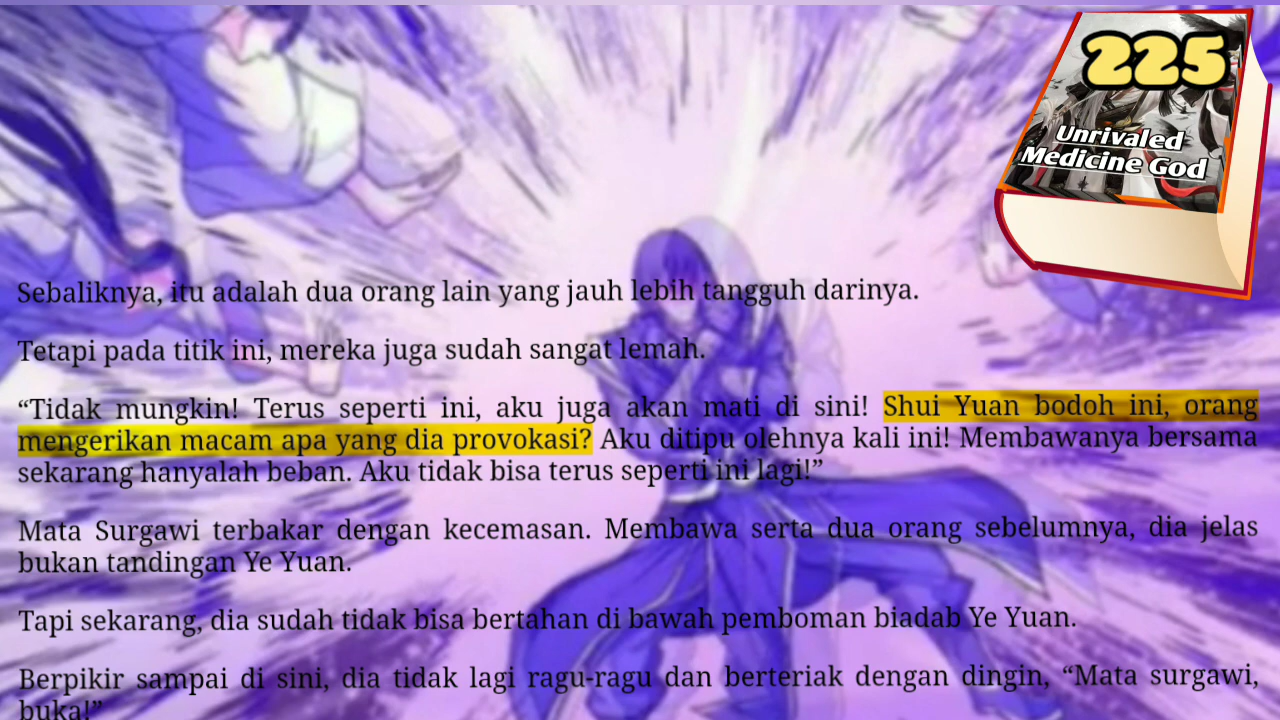 225
Unrivaled
Medicine God
Sebaliknya, itu adalah dua orang lain yang jauh lebih tangguh darinya.
Tetapi pada titik ini, mereka juga sudah sangat lemah.
“Tidak mungkin! Terus seperti ini, aku juga akan mati di sini! Shui Yuan bodoh ini, orang
mengerikan macam apa yang dia provokasi? Aku ditipu olehnya kali ini! Membawanya bersama
sekarang hanyalah beban. Aku tidak bisa terus seperti ini lagi!”
Mata Surgawi terbakar dengan kecemasan. Membawa serta dua orang sebelumnya, dia jelas
bukan tandingan Ye Yuan.
Tapi sekarang, dia sudah tidak bisa bertahan di bawah pemboman biadab Ye Yuan.
Berpikir sampai di sini, dia tidak lagi ragu-ragu dan berteriak dengan dingin, “Mata surgawi,
buka!”